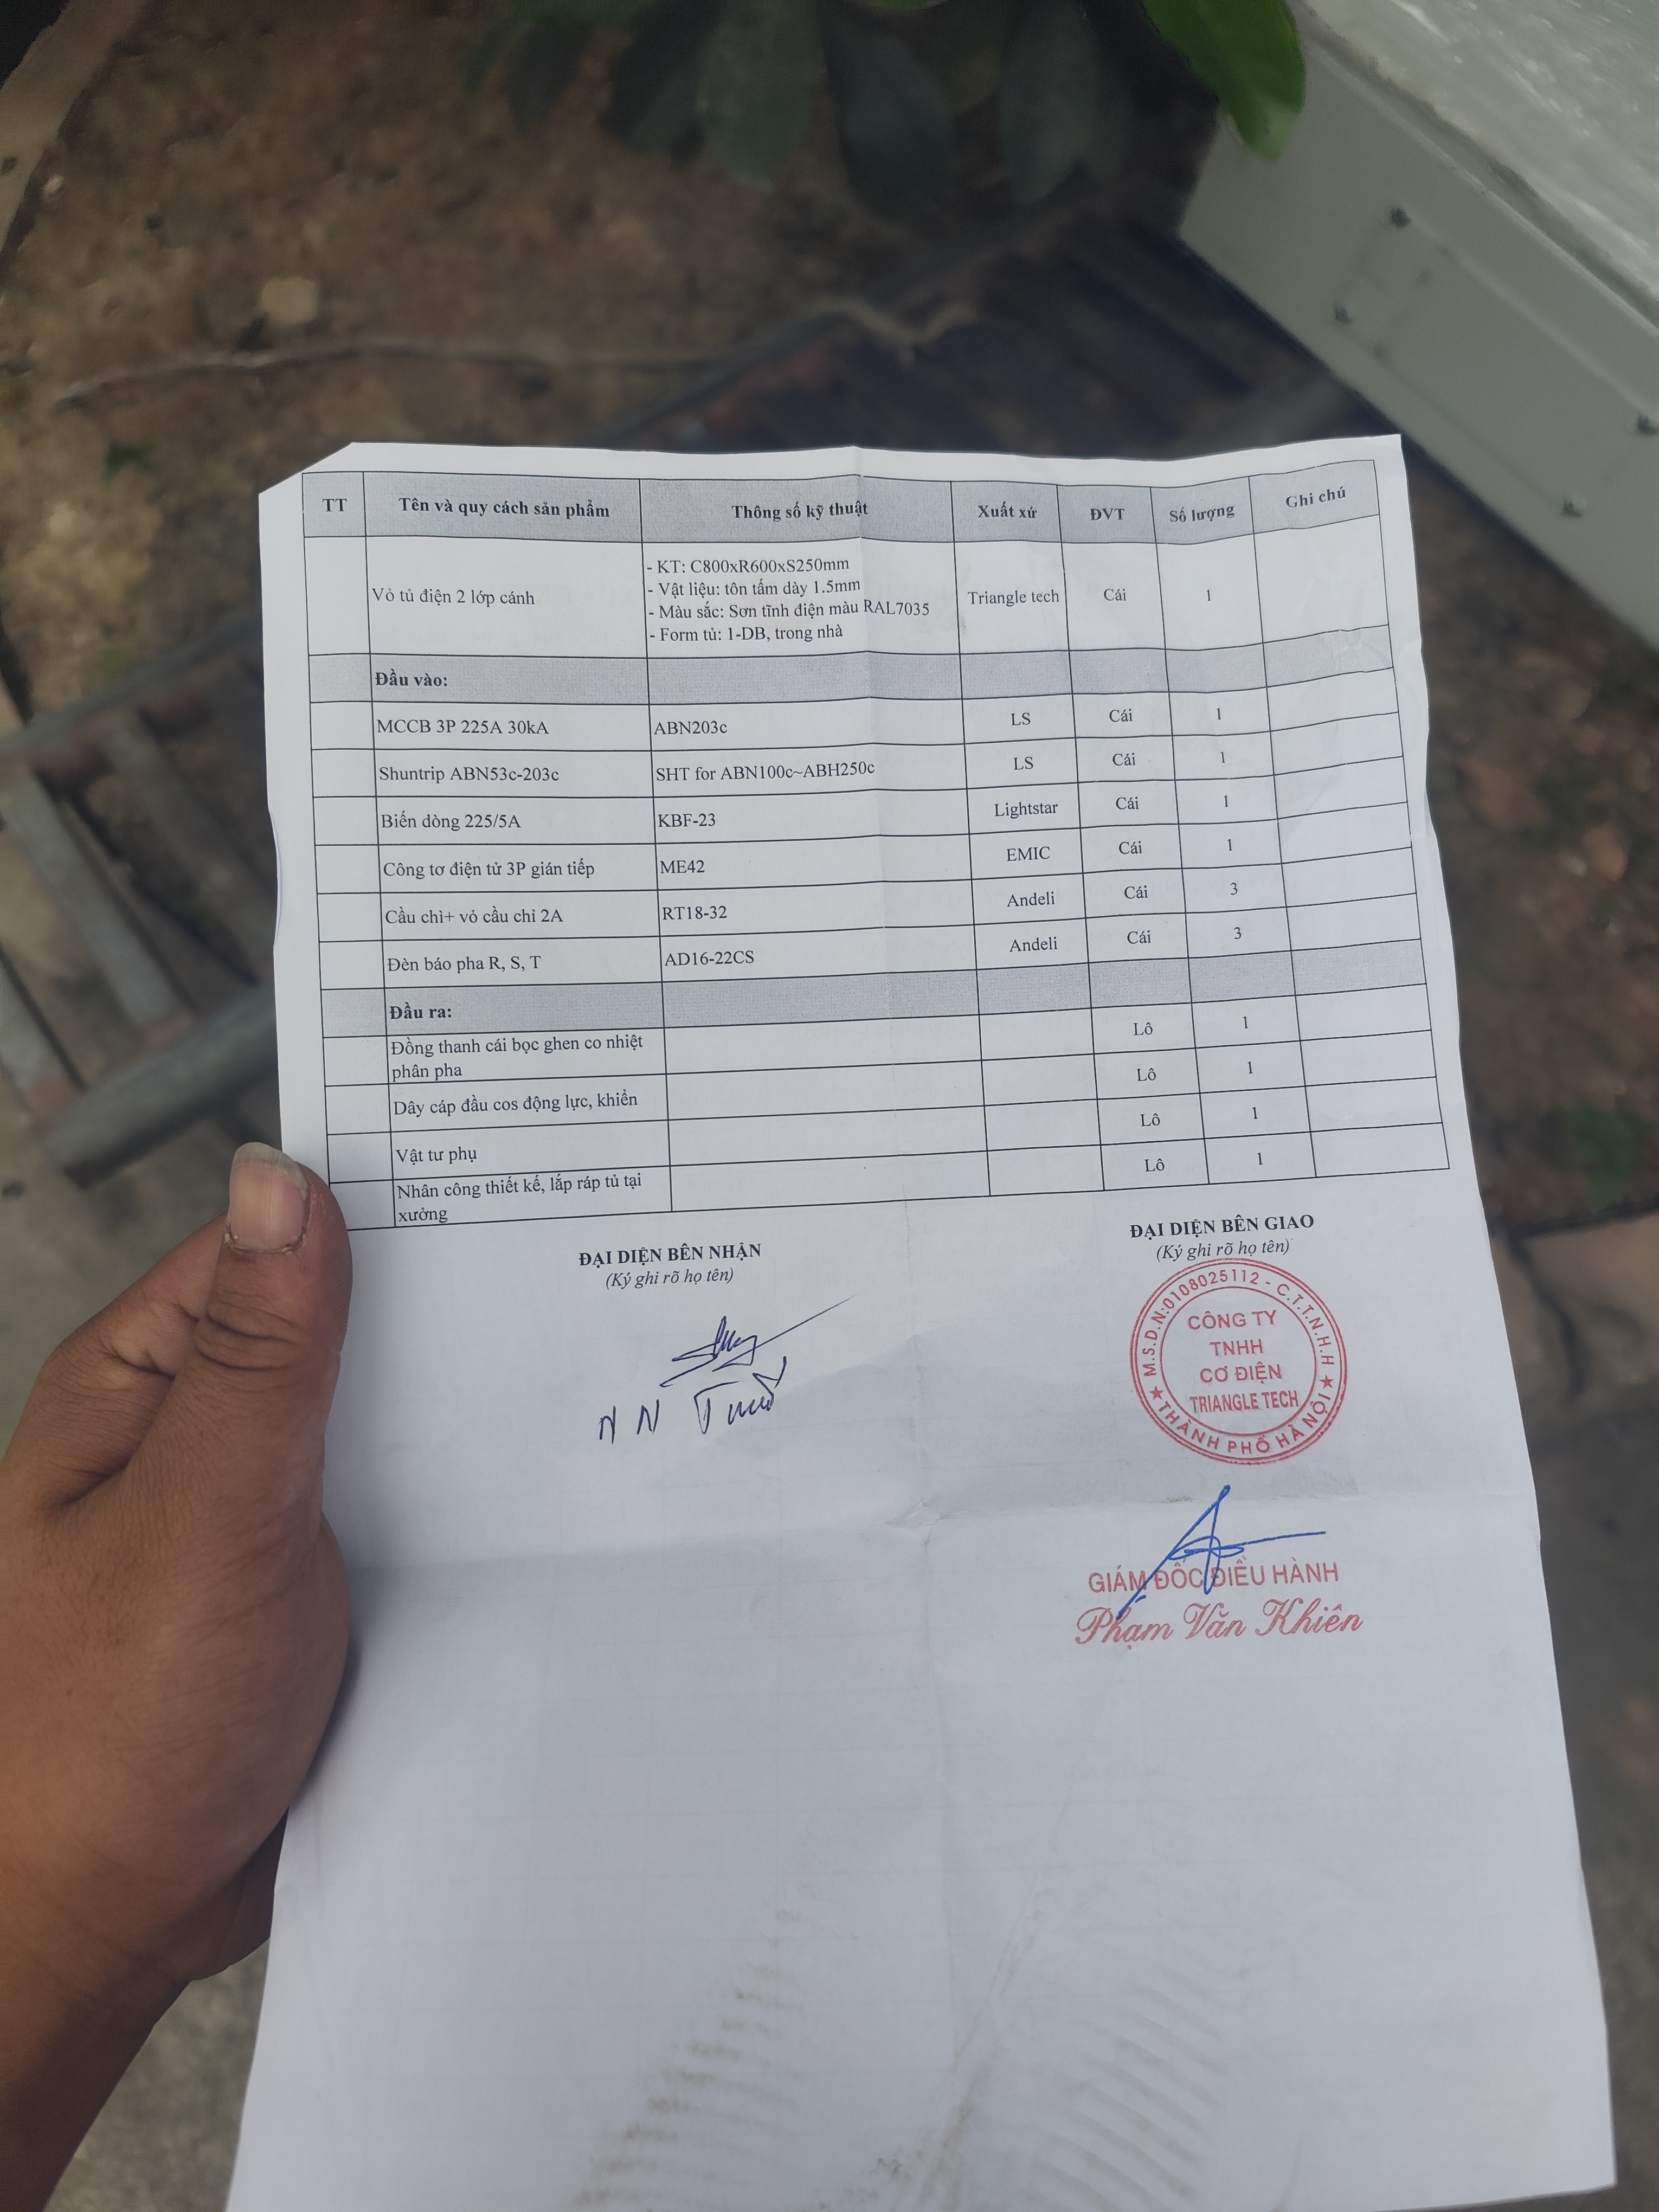 TT Tên và quy cách sản phẩm Thông số kỹ thuật Xuất xứ ĐVT Số lượng Ghi chú
Vỏ tủ điện 2 lớp cánh
- KT: C800xR600xS250mm
- Vật liệu: tôn tấm dày 1.5mm
- Màu sắc: Sơn tĩnh điện màu RAL7035
- Form tủ: 1-DB, trong nhà
Triangle tech Cái 1
Đầu vào:
MCCB 3P 225A 30kA ABN203c LS Cái 1
Shuntrip ABN53c-203c SHT for ABN100c~ABH250c LS Cái 1
Biến dòng 225/5A KBF-23 Lightstar Cái 1
Công tơ điện tử 3P gián tiếp ME42 EMIC Cái 1
Cầu chì+ vỏ cầu chì 2A RT18-32 Andeli Cái 3
Đèn báo pha R, S, T AD16-22CS Andeli Cái 3
Đầu ra:
Đồng thanh cái bọc ghen co nhiệt
phân pha
Lô 1
Dây cáp đầu cos động lực, khiển Lô 1
Vật tư phụ Lô 1
Nhân công thiết kế, lắp ráp tủ tại
xưởng
Lô 1
ĐẠI DIỆN BÊN NHẬN
(Ký ghi rõ họ tên)
N N
ĐẠI DIỆN BÊN GIAO
(Ký ghi rõ họ tên)
M.S.D.N:0108025112 - C.T.T.N.H.H
CÔNG TY
TNHH
CƠ ĐIỆN
TRIANGLE TECH
★ THÀNH PHỐ HÀ NỘI ★
GIÁM ĐỐC ĐIỀU HÀNH
Phạm Văn Khiên